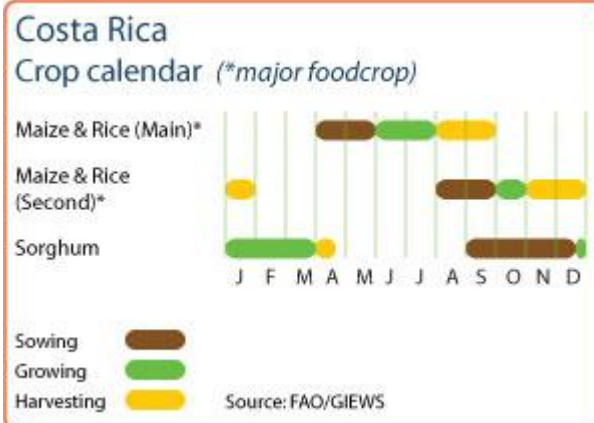 Costa Rica
Crop calendar (*major foodcrop)
Maize & Rice (Main)*
Maize & Rice
(Second)*
Sorghum
J F M A M J J A S O N D
Sowing
Growing
Harvesting
Source: FAO/GIEWS